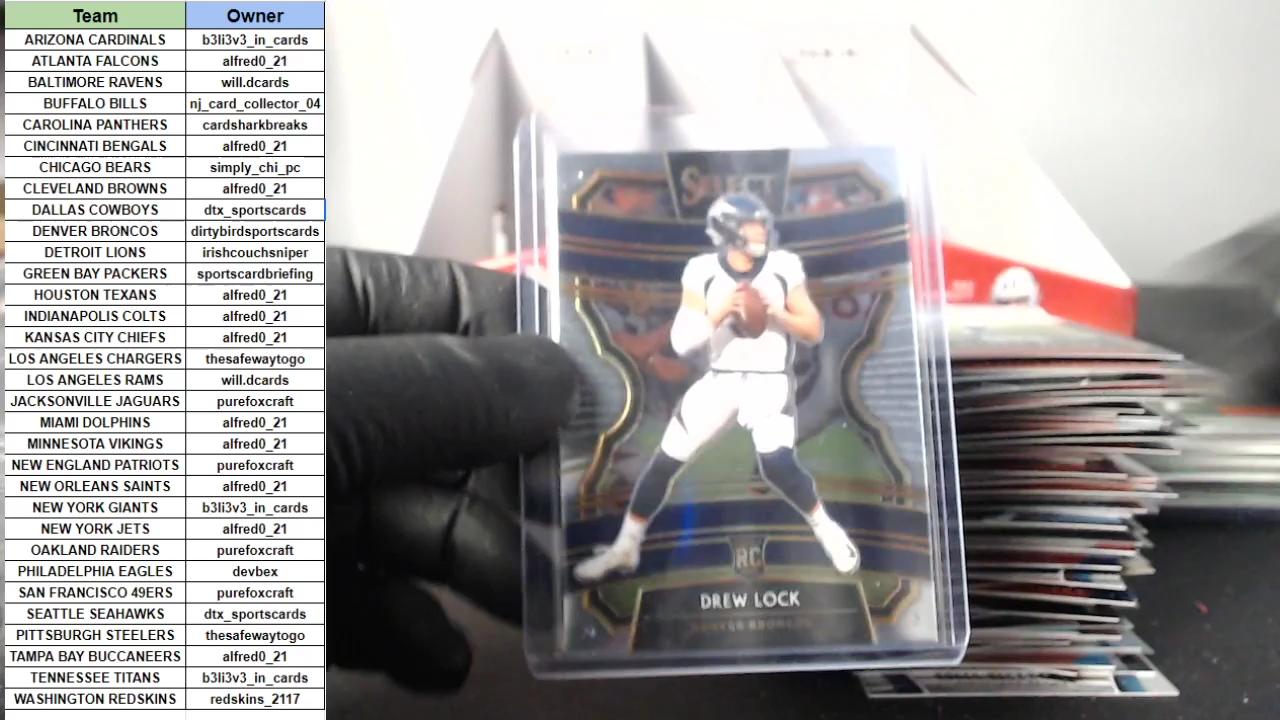 Team Owner
ARIZONA CARDINALS b3li3v3_in_cards
ATLANTA FALCONS alfred0_21
BALTIMORE RAVENS will.dcards
BUFFALO BILLS nj_card_collector_04
CAROLINA PANTHERS cardsharkbreaks
CINCINNATI BENGALS alfred0_21
CHICAGO BEARS simply_chi_pc
CLEVELAND BROWNS alfred0_21
DALLAS COWBOYS dtx_sportscards
DENVER BRONCOS dirtybirdsportscards
DETROIT LIONS irishcouchsniper
GREEN BAY PACKERS sportscardbriefing
HOUSTON TEXANS alfred0_21
INDIANAPOLIS COLTS alfred0_21
KANSAS CITY CHIEFS alfred0_21
LOS ANGELES CHARGERS thesafewaytogo
LOS ANGELES RAMS will.dcards
JACKSONVILLE JAGUARS purefoxcraft
MIAMI DOLPHINS alfred0_21
MINNESOTA VIKINGS alfred0_21
NEW ENGLAND PATRIOTS purefoxcraft
NEW ORLEANS SAINTS alfred0_21
NEW YORK GIANTS b3li3v3_in_cards
NEW YORK JETS alfred0_21
OAKLAND RAIDERS purefoxcraft
PHILADELPHIA EAGLES devbex
SAN FRANCISCO 49ERS purefoxcraft
SEATTLE SEAHAWKS dtx_sportscards
PITTSBURGH STEELERS thesafewaytogo
TAMPA BAY BUCCANEERS alfred0_21
TENNESSEE TITANS b3li3v3_in_cards
WASHINGTON REDSKINS redskins_2117
SELECT
RC
DREW LOCK
DENVER BRONCOS